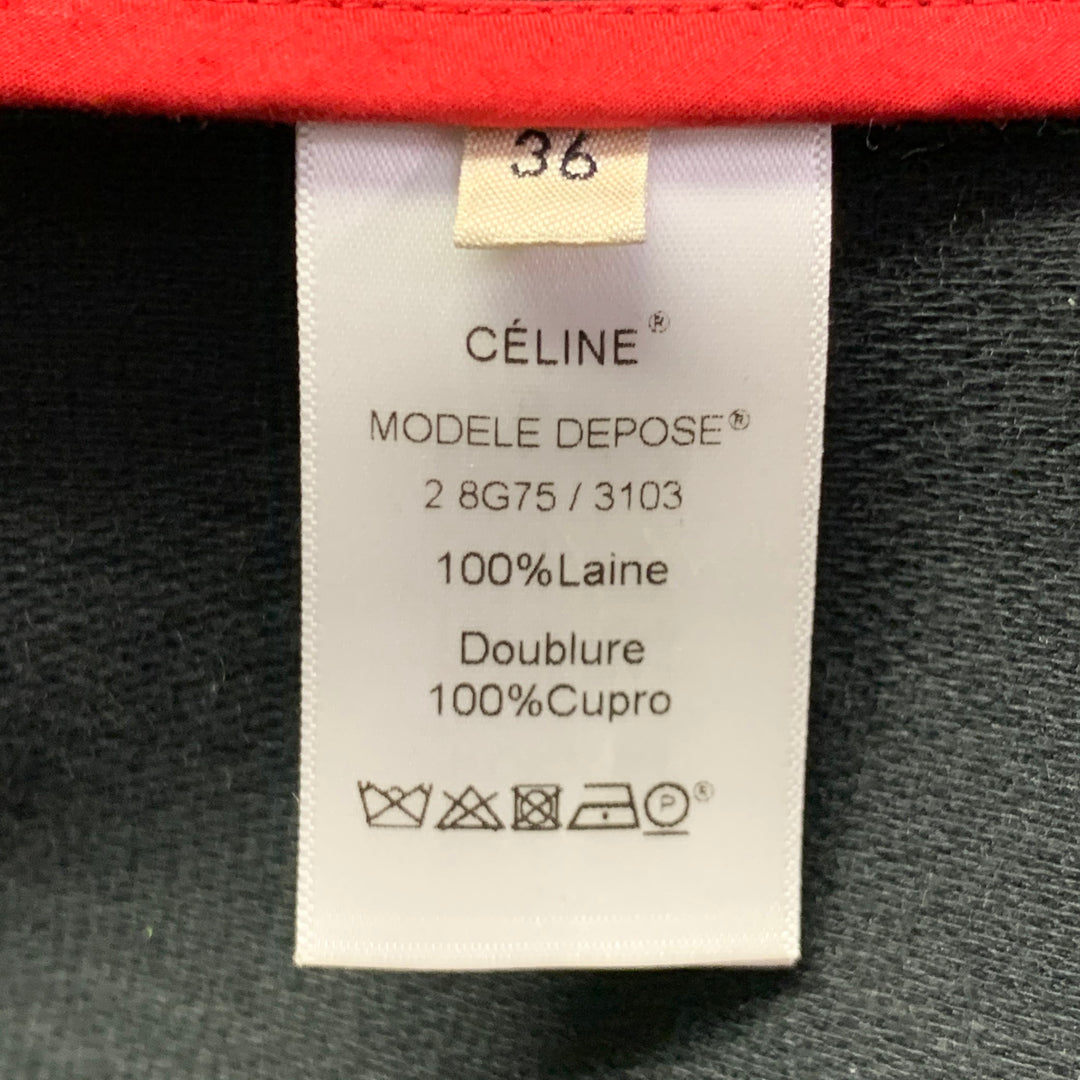 36
CÉLINE®
MODELE DEPOSE®
2 8G75 / 3103
100%Laine
Doublure
100%Cupro
P®